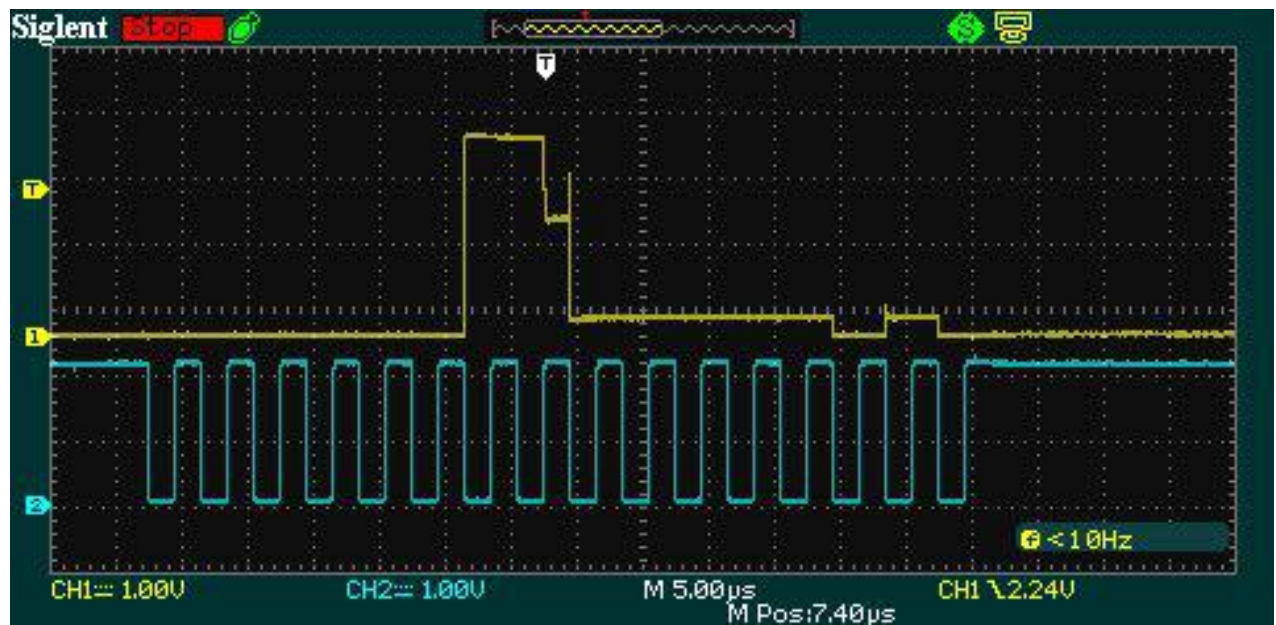 Siglent Stop S
T
T
1
2
f <10Hz
CH1 1.00V CH2 1.00V M 5.00µs CH1 2.24V
M Pos:7.40µs